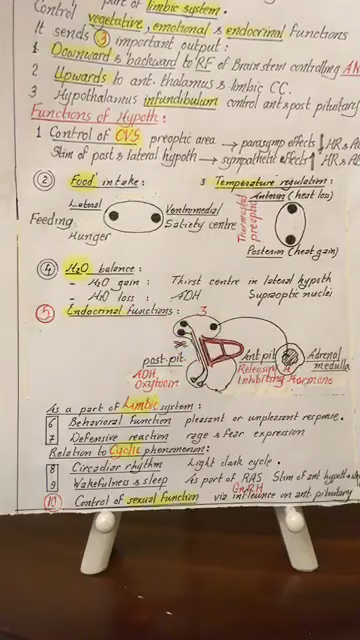 part of limbic system.
Control vegetative, emotional & endocrinal functions
It sends 3 important output:
1 Downward & backward to RF of Brainstem controlling AN
2 Upwards to ant. thalamus & limbic CC.
3 Hypothalamus infundibulum control ant & post pituitary
Functions of Hypoth:
1 Control of CVS preoptic area → parasymp effects ↓ HR &
Stim of post & lateral hypoth → sympathetic effects ↑ HR &
2 Food intake: 3 Temperature regulation:
Anterior (heat loss)
Lateral Ventromedial
Feeding Satiety centre
Hunger
Thermostat preoptic
Posterior (heat gain)
4 H2O balance:
- H2O gain: Thirst centre in lateral hypoth
- H2O loss: ADH Supraoptic nuclei
5 Endocrinal functions: 3
post-pit. Ant pit Adrenal medulla
ADH Releasing H
Oxytocin Inhibiting Hormone
As a part of Limbic system:
6 Behavioral function pleasant or unpleasant response.
7 Defensive reaction rage & fear expression
Relation to Cyclic phenomenon:
8 Circadian rhythm Light dark cycle.
9 Wakefulness & sleep As part of RAS Stim of ant hypoth →
GnRH
10 Control of sexual function via influence on ant pituitary